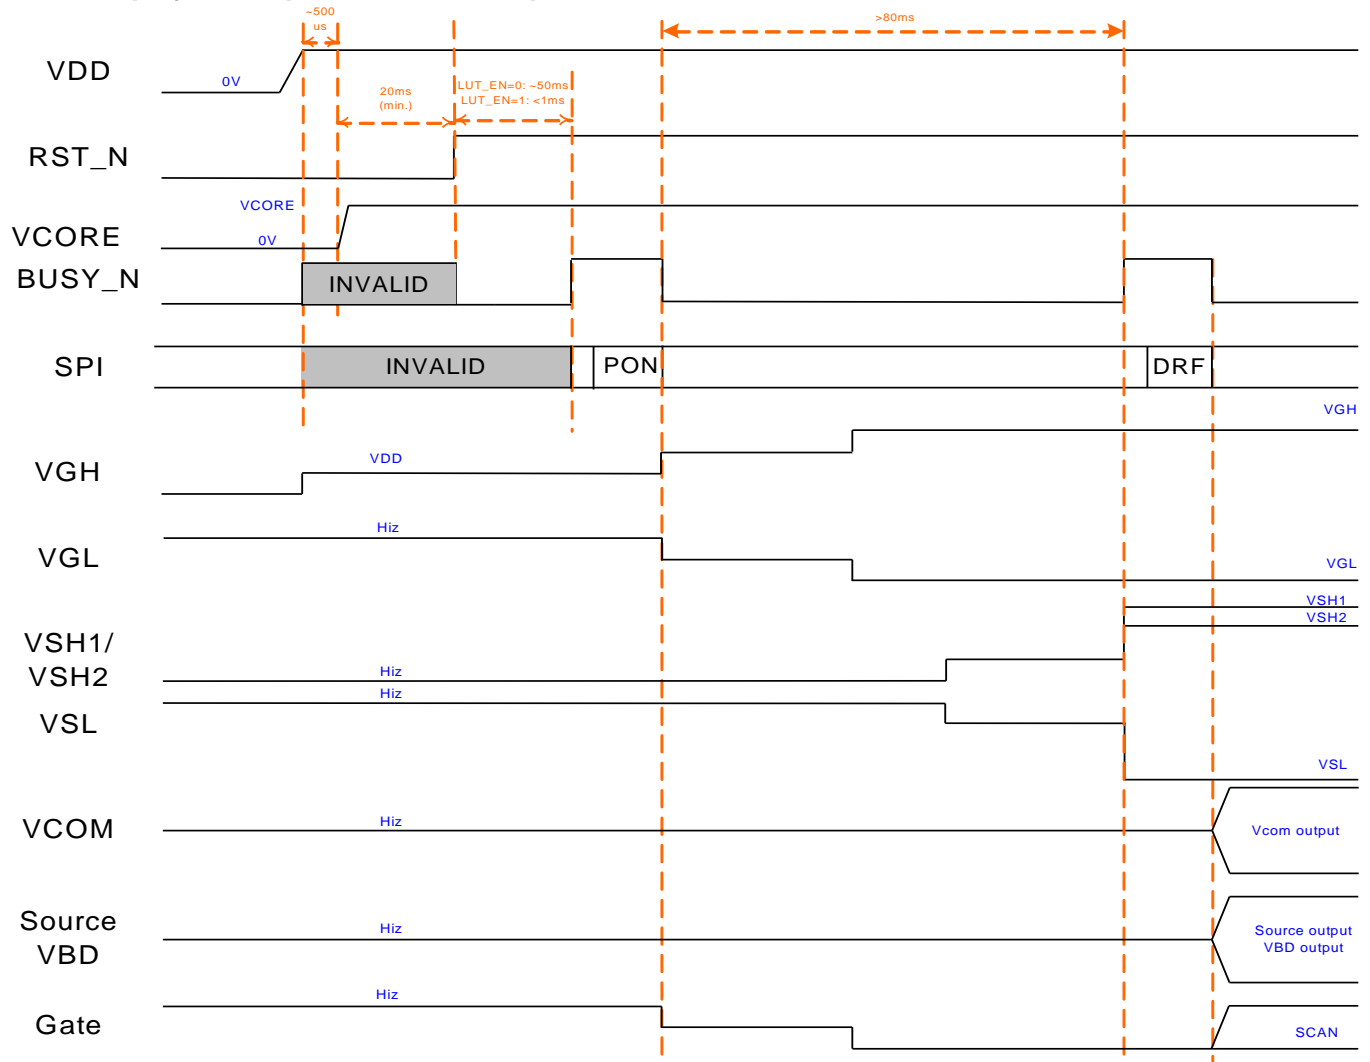 ~500
us
>80ms
VDD
0V
20ms
(min.)
LUT_EN=0: ~50ms
LUT_EN=1: <1ms
RST_N
VCORE
VCORE
0V
BUSY_N
INVALID
SPI
INVALID
PON
DRF
VGH
VGH
VDD
VGL
Hiz
VGL
VSH1
VSH2
VSH1/
VSH2
Hiz
Hiz
VSL
VSL
VCOM
Hiz
Vcom output
Source
VBD
Hiz
Source output
VBD output
Gate
Hiz
SCAN